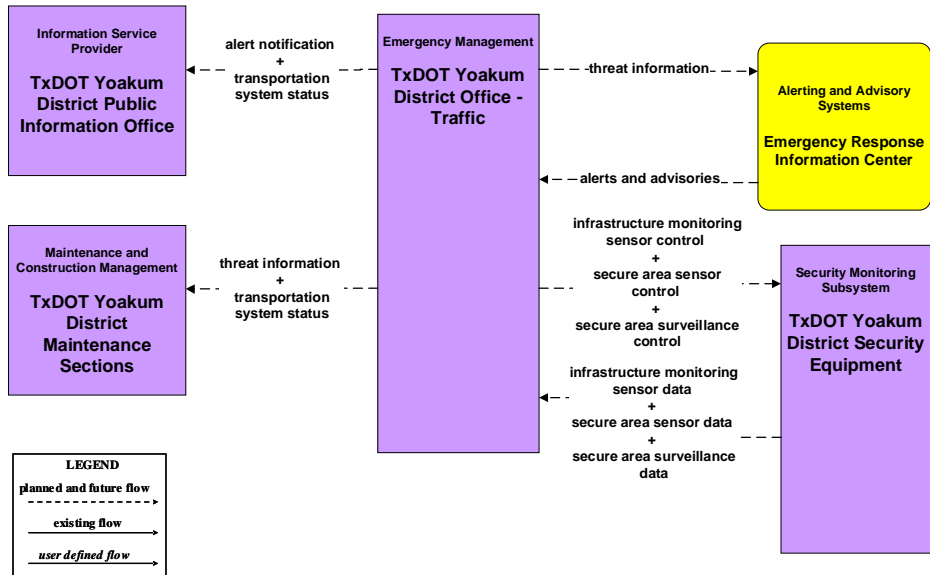 Information Service
Provider
TxDOT Yoakum
District Public
Information Office
alert notification
+
transportation
system status
Emergency Management
TxDOT Yoakum
District Office -
Traffic
threat information
Alerting and Advisory
Systems
Emergency Response
Information Center
alerts and advisories
Maintenance and
Construction Management
TxDOT Yoakum
District
Maintenance
Sections
threat information
+
transportation
system status
infrastructure monitoring
sensor control
+
secure area sensor
control
+
secure area surveillance
control
Security Monitoring
Subsystem
TxDOT Yoakum
District Security
Equipment
infrastructure monitoring
sensor data
+
secure area sensor data
+
secure area surveillance
data
LEGEND
planned and future flow
existing flow
user defined flow